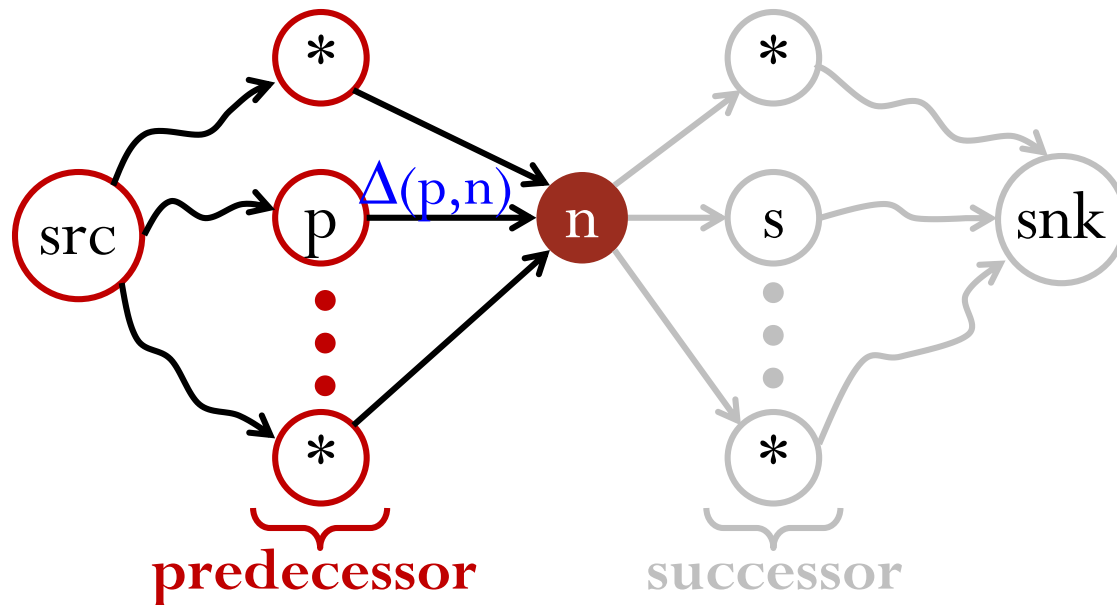 * *
Δ(p,n)
src p n s snk
* *
predecessor successor